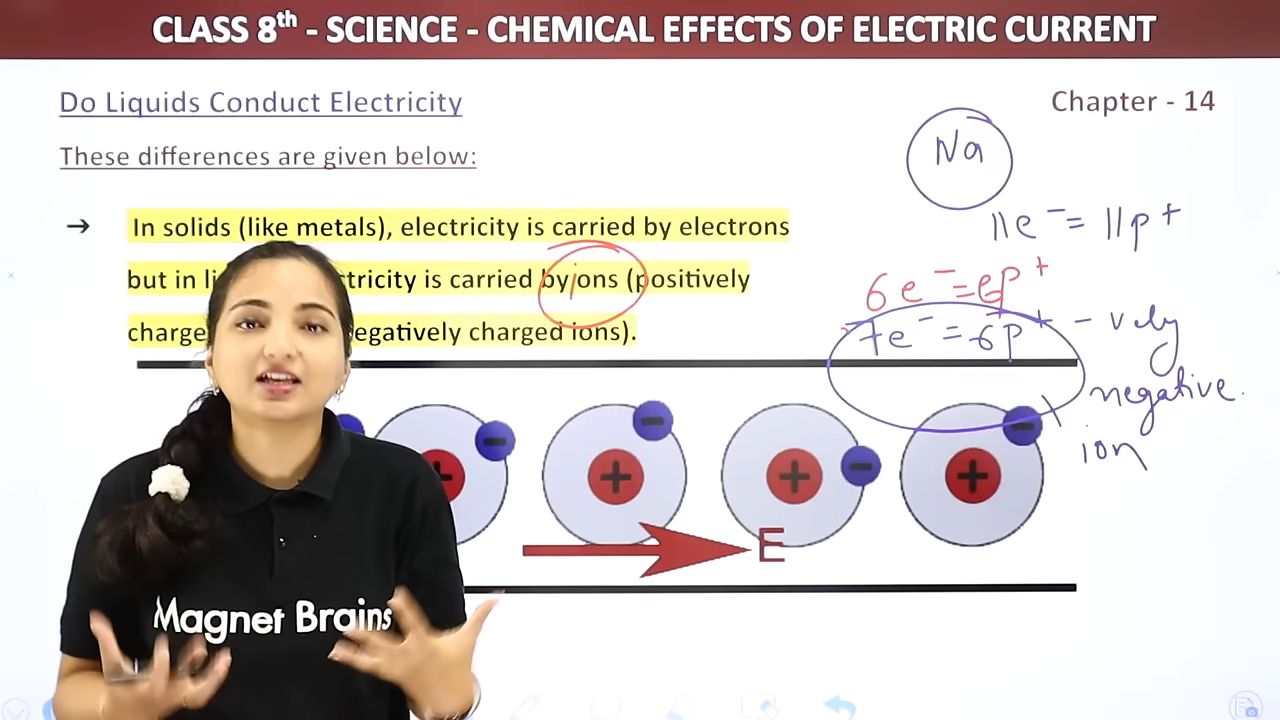 CLASS 8th - SCIENCE - CHEMICAL EFFECTS OF ELECTRIC CURRENT
Do Liquids Conduct Electricity
Chapter - 14
These differences are given below:
Na
→ In solids (like metals), electricity is carried by electrons
11e⁻ = 11p⁺
but in li tricity is carried by ions (positively
6e⁻ = 6p⁺
charge egatively charged ions).
7e⁻ = 6p⁺ - vely
negative
ion
- + - + - + - +
E
Magnet Brains